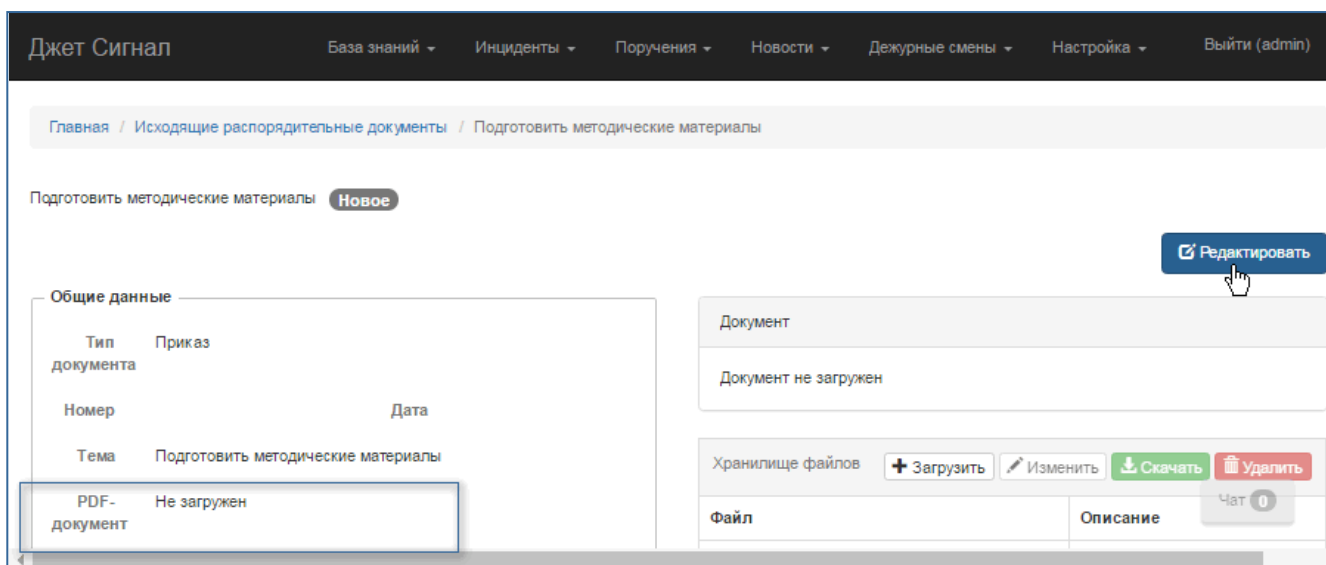 Джет Сигнал База знаний Инциденты Поручения Новости Дежурные смены Настройка Выйти (admin)
Главная / Исходящие распорядительные документы / Подготовить методические материалы
Подготовить методические материалы Новое
Редактировать
Общие данные
Тип документа Приказ
Номер Дата
Тема Подготовить методические материалы
PDF-документ Не загружен
Документ
Документ не загружен
Хранилище файлов Загрузить Изменить Скачать Удалить
Чат 0
Файл Описание